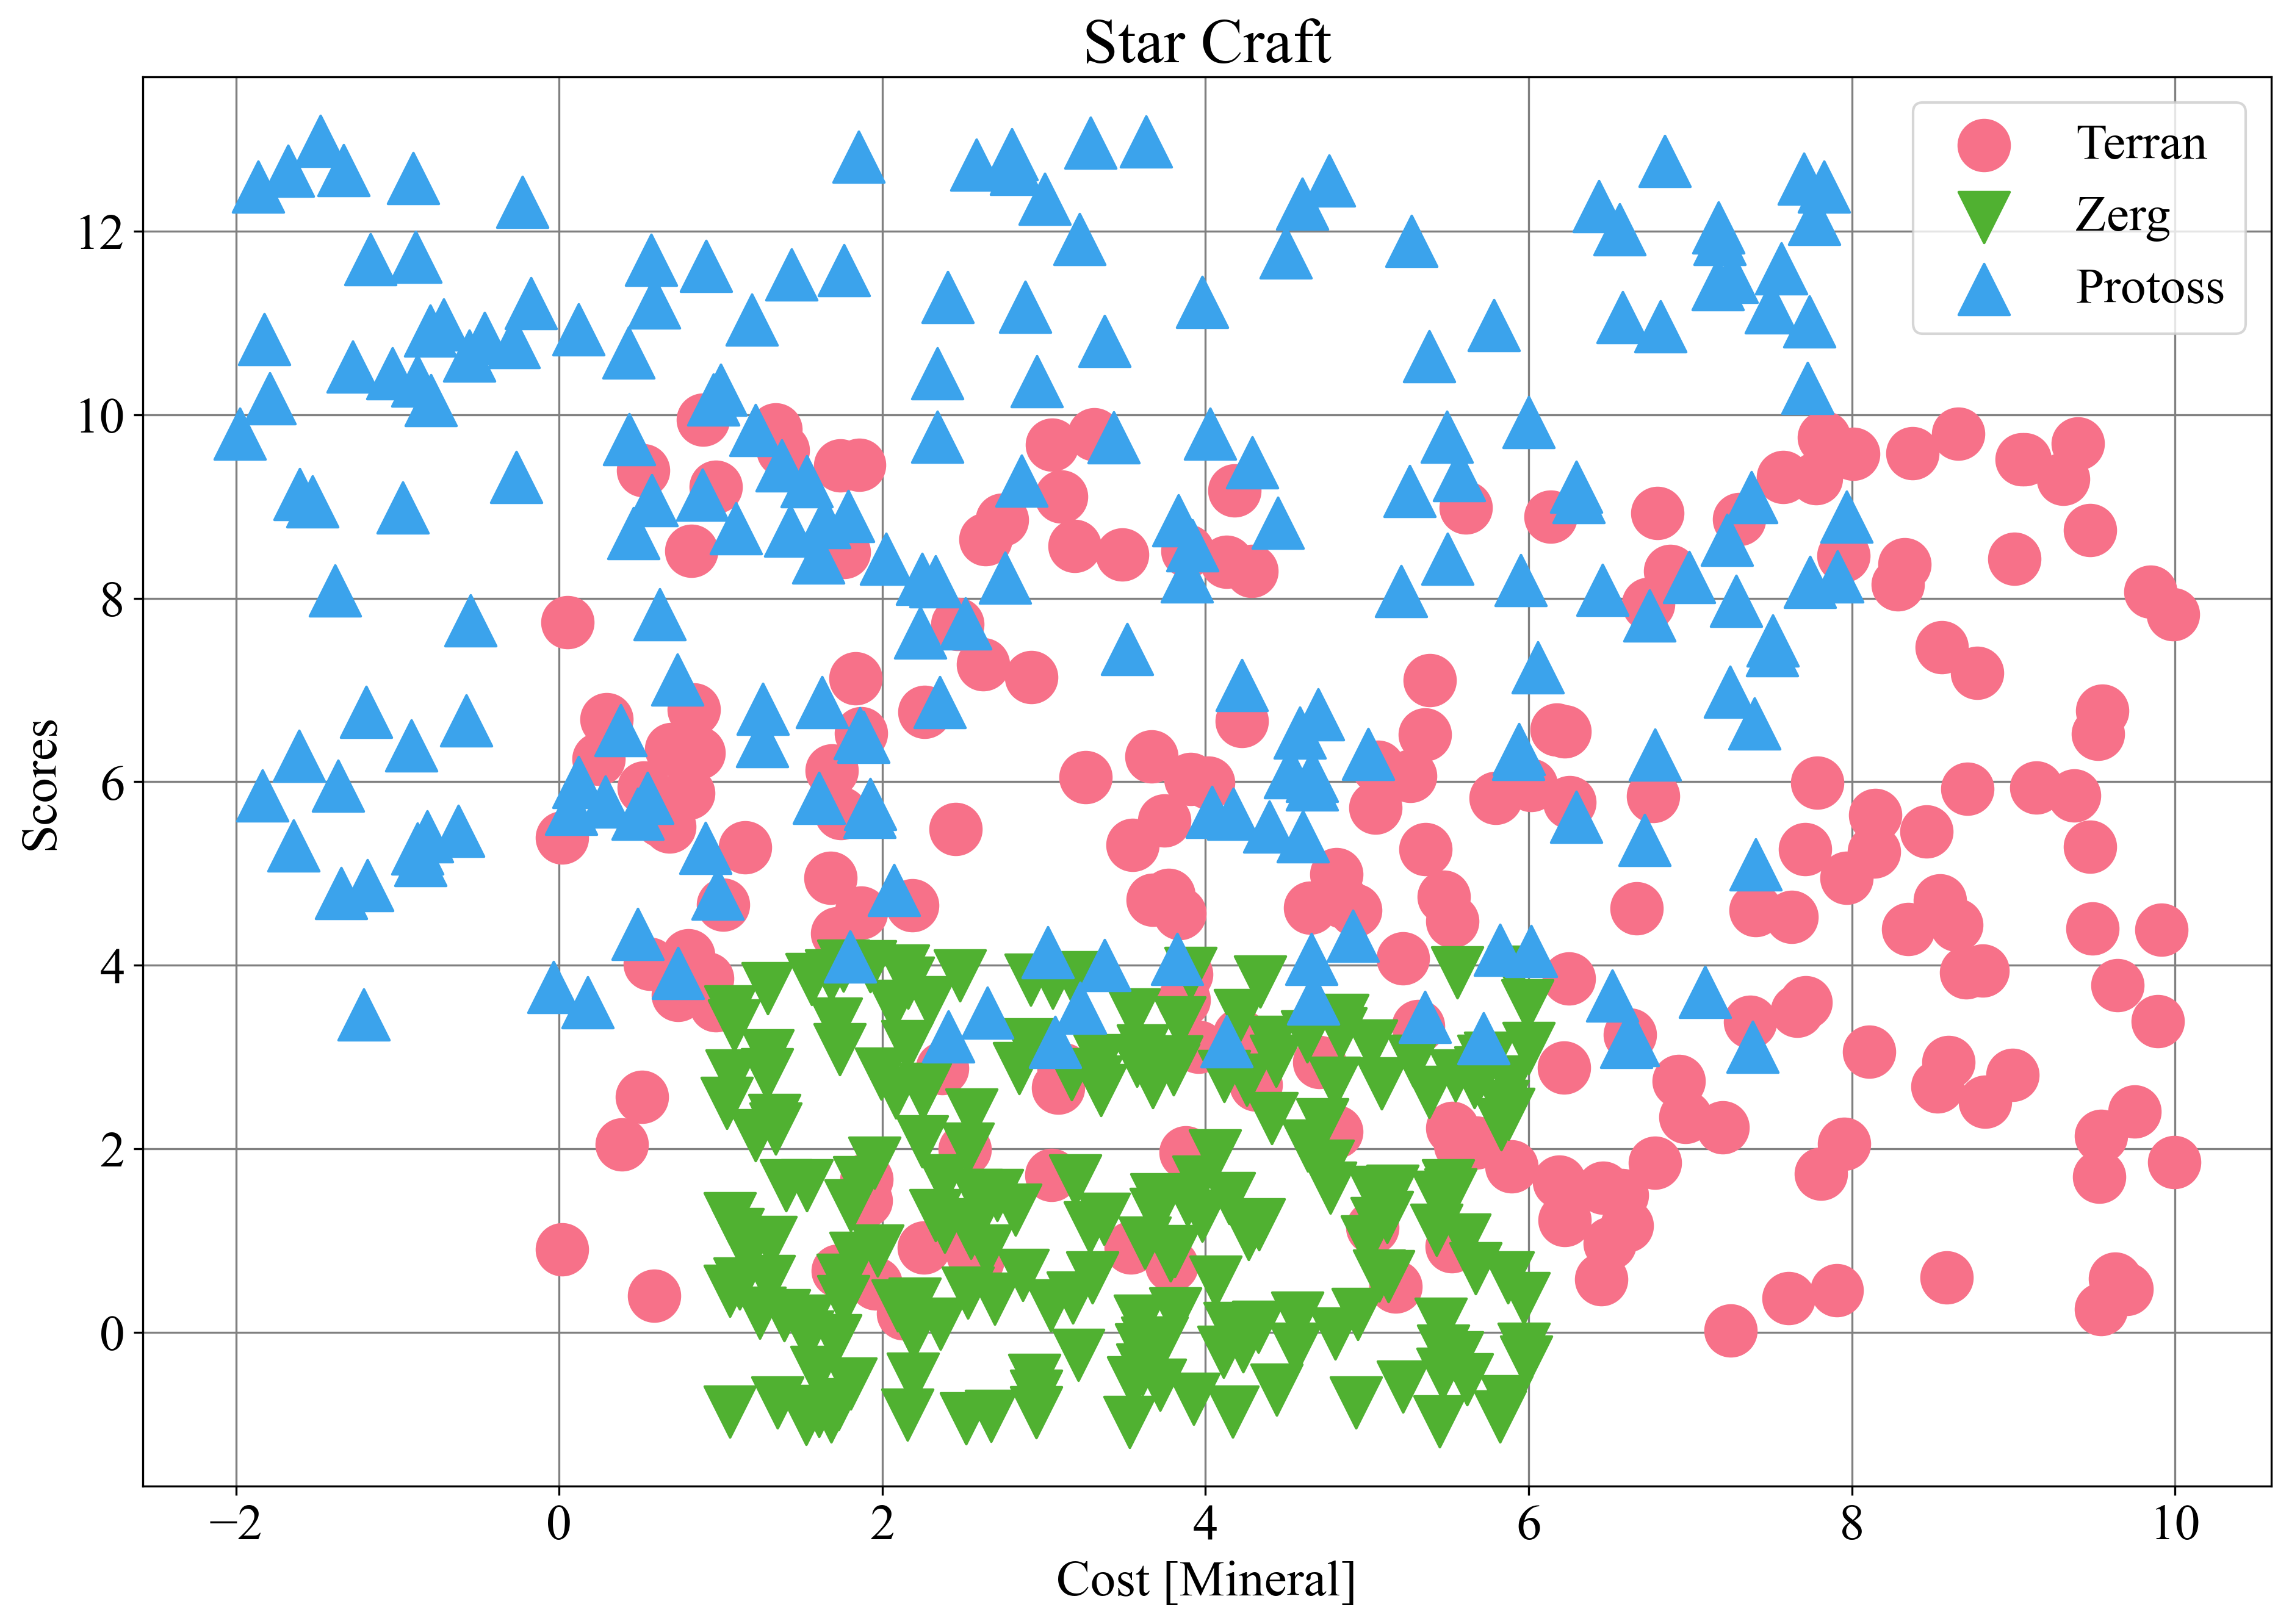 Star Craft
Terran
Zerg
Protoss
Scores
12
10
8
6
4
2
0
−2 0 2 4 6 8 10
Cost [Mineral]